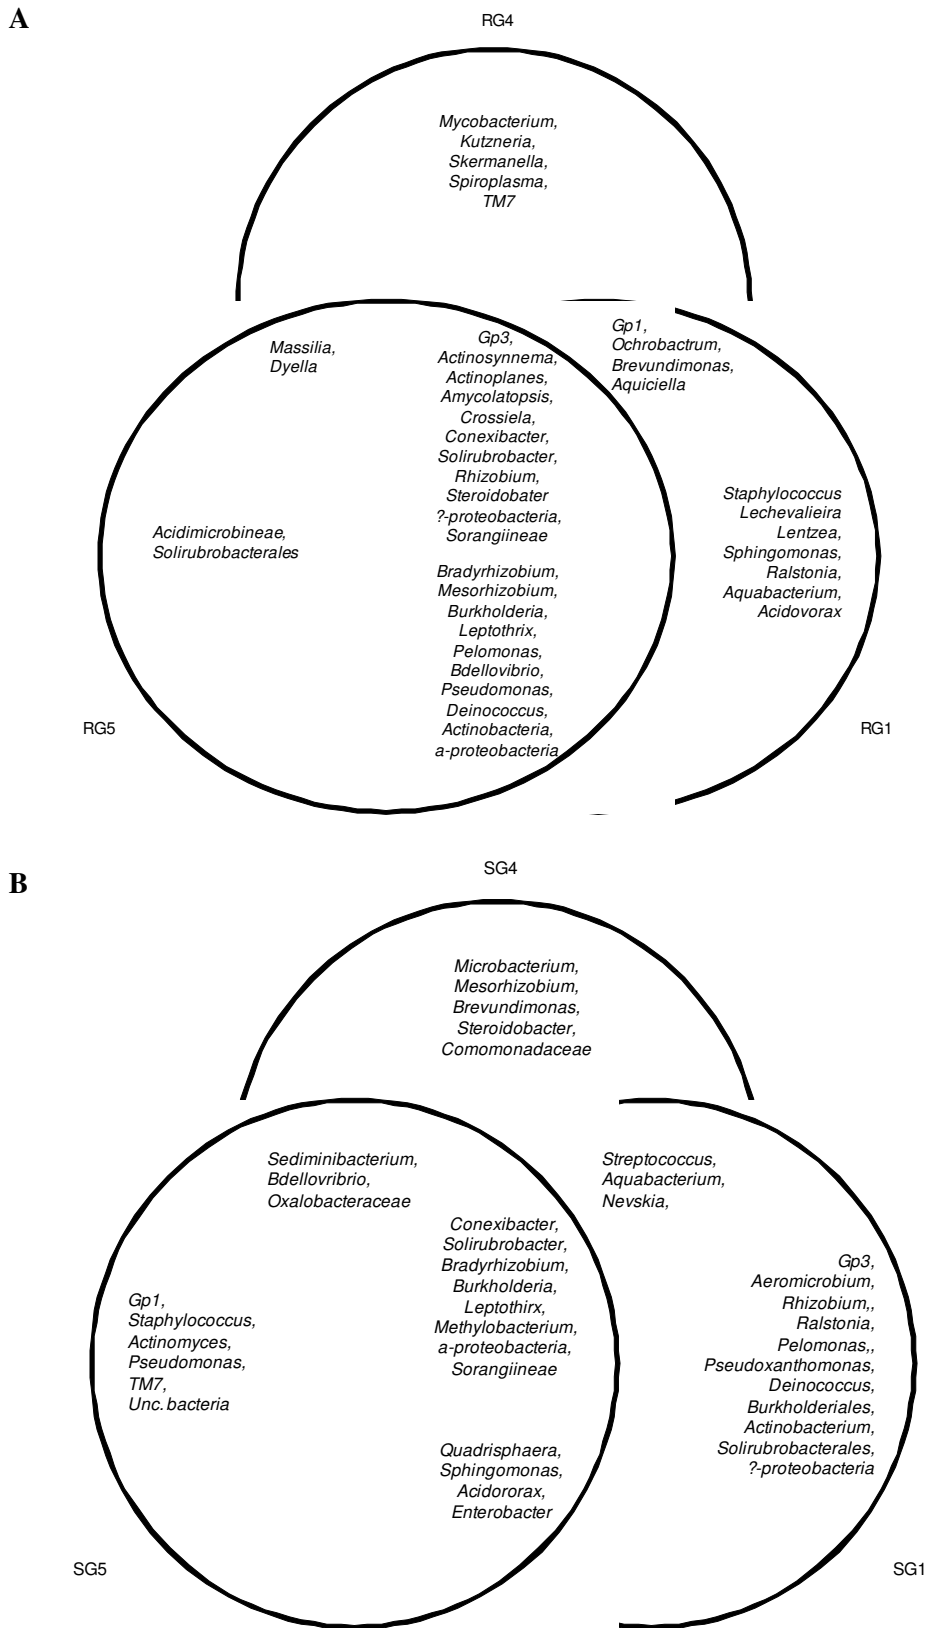 A
RG4
Mycobacterium,
Kutzneria,
Skermanella,
Spiroplasma,
TM7
Massilia,
Dyella
Gp3,
Actinosynnema,
Actinoplanes,
Amycolatopsis,
Crossiela,
Conexibacter,
Solirubrobacter,
Rhizobium,
Steroidobater
?-proteobacteria,
Sorangiineae
Gp1,
Ochrobactrum,
Brevundimonas,
Aquiciella
Acidimicrobineae,
Solirubrobacterales
Bradyrhizobium,
Mesorhizobium,
Burkholderia,
Leptothrix,
Pelomonas,
Bdellovibrio,
Pseudomonas,
Deinococcus,
Actinobacteria,
a-proteobacteria
Staphylococcus
Lechevalieira
Lentzea,
Sphingomonas,
Ralstonia,
Aquabacterium,
Acidovorax
RG5
RG1
B
SG4
Microbacterium,
Mesorhizobium,
Brevundimonas,
Steroidobacter,
Comomonadaceae
Sediminibacterium,
Bdellovribrio,
Oxalobacteraceae
Streptococcus,
Aquabacterium,
Nevskia,
Conexibacter,
Solirubrobacter,
Bradyrhizobium,
Burkholderia,
Leptothirx,
Methylobacterium,
a-proteobacteria,
Sorangiineae
Gp1,
Staphylococcus,
Actinomyces,
Pseudomonas,
TM7,
Unc. bacteria
Gp3,
Aeromicrobium,
Rhizobium,,
Ralstonia,
Pelomonas,,
Pseudoxanthomonas,
Deinococcus,
Burkholderiales,
Actinobacterium,
Solirubrobacterales,
?-proteobacteria
Quadrisphaera,
Sphingomonas,
Acidororax,
Enterobacter
SG5
SG1